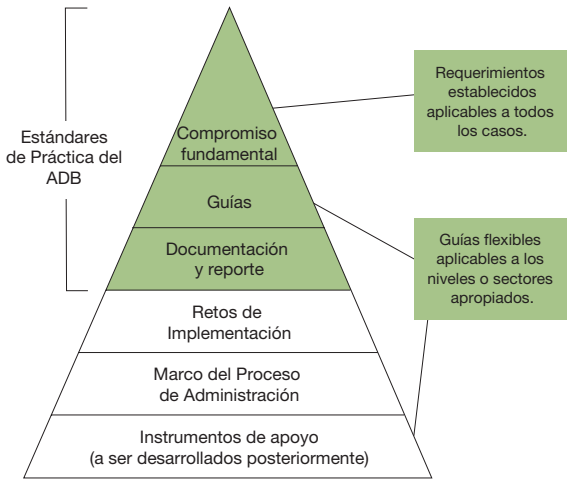 Estándares
de Práctica del
ADB
Compromiso
fundamental
Guías
Documentación
y reporte
Retos de
Implementación
Marco del Proceso
de Administración
Instrumentos de apoyo
(a ser desarrollados posteriormente)
Requerimientos
establecidos
aplicables a todos
los casos.
Guías flexibles
aplicables a los
niveles o sectores
apropiados.